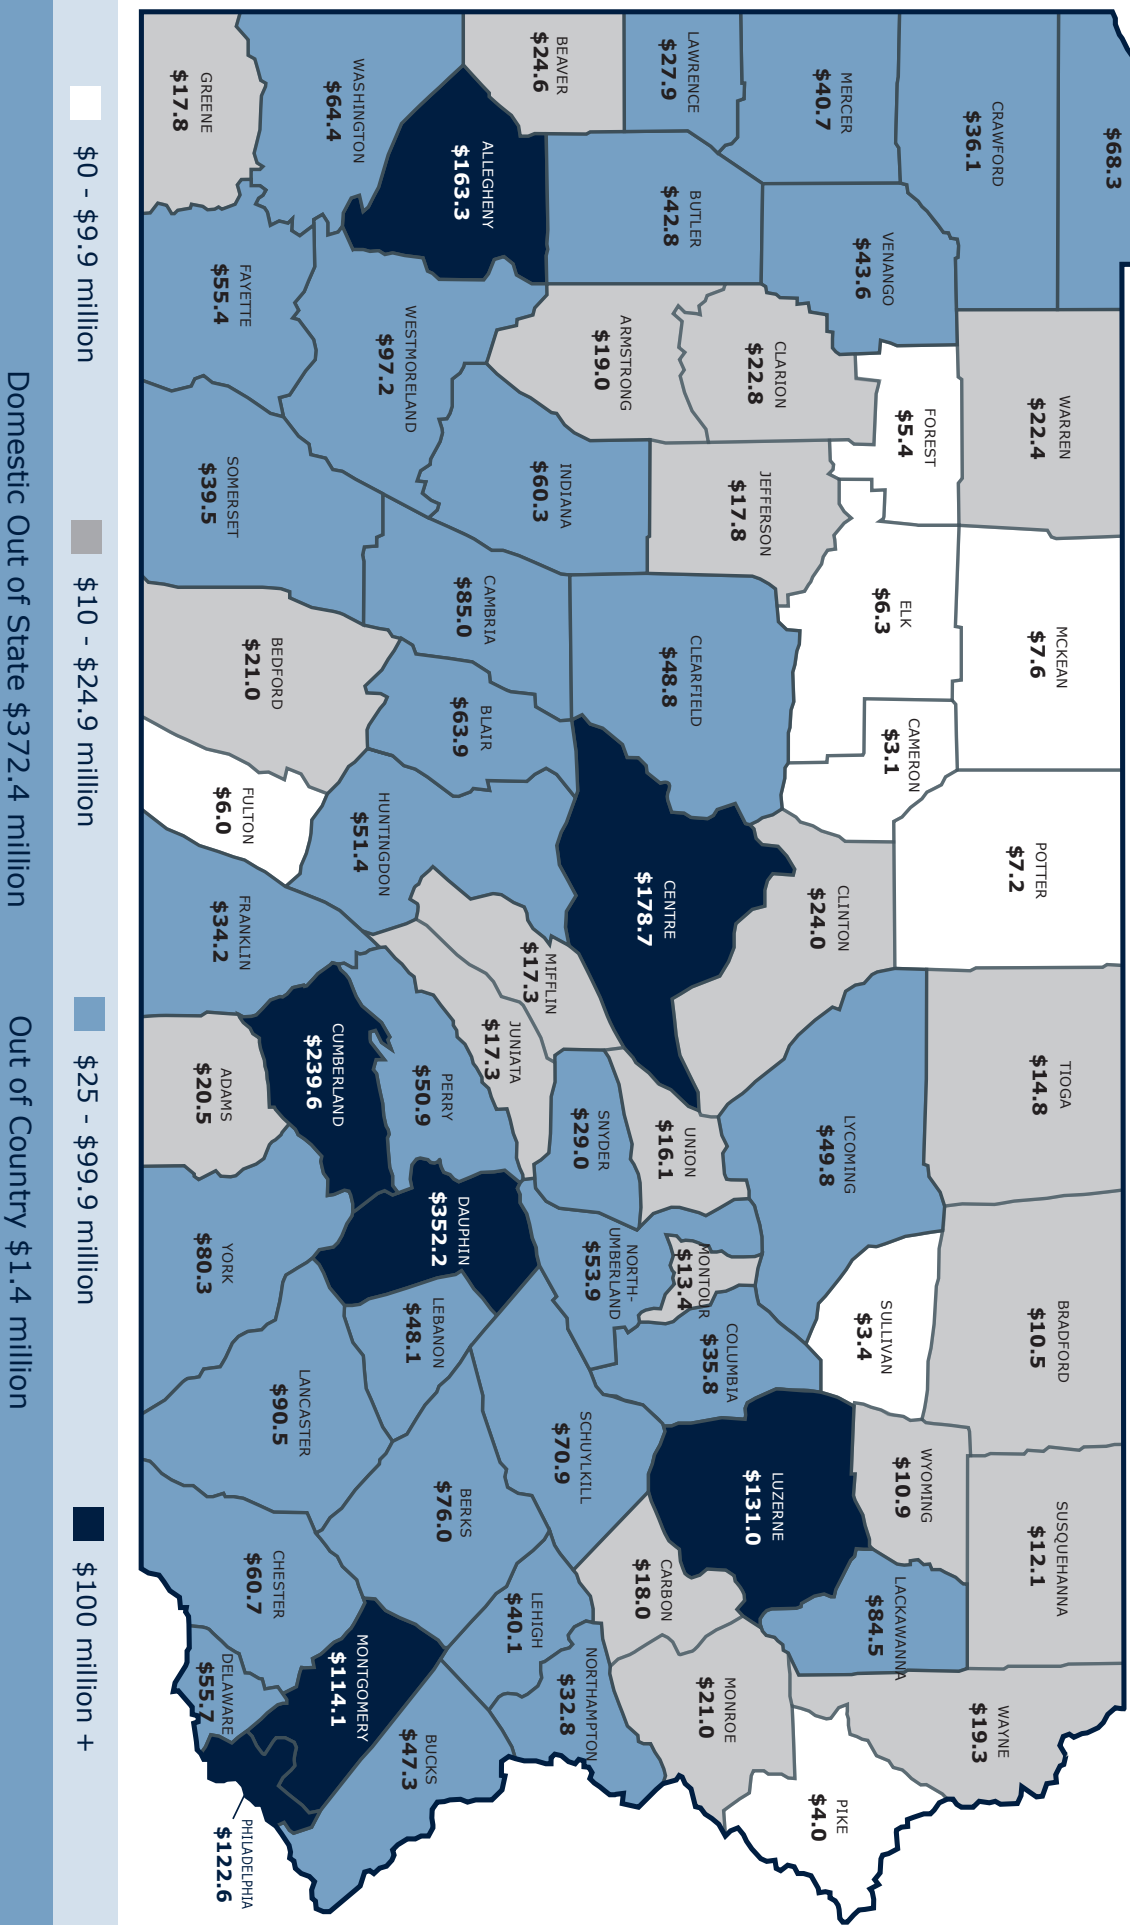 $68.3
CRAWFORD
$36.1
MERCER
$40.7
LAWRENCE
$27.9
BEAVER
$24.6
WASHINGTON
$64.4
GREENE
$17.8
ALLEGHENY
$163.3
BUTLER
$42.8
VENANGO
$43.6
WARREN
$22.4
FOREST
$5.4
CLARION
$22.8
ARMSTRONG
$19.0
WESTMORELAND
$97.2
FAYETTE
$55.4
JEFFERSON
$17.8
INDIANA
$60.3
SOMERSET
$39.5
MCKEAN
$7.6
ELK
$6.3
CAMERON
$3.1
CLEARFIELD
$48.8
CAMBRIA
$85.0
BLAIR
$63.9
BEDFORD
$21.0
FULTON
$6.0
HUNTINGDON
$51.4
POTTER
$7.2
CLINTON
$24.0
CENTRE
$178.7
MIFFLIN
$17.3
JUNIATA
$17.3
FRANKLIN
$34.2
TIOGA
$14.8
LYCOMING
$49.8
UNION
$16.1
SNYDER
$29.0
PERRY
$50.9
CUMBERLAND
$239.6
ADAMS
$20.5
DAUPHIN
$352.2
YORK
$80.3
NORTH-
UMBERLAND
$53.9
MONTOUR
$13.4
BRADFORD
$10.5
SULLIVAN
$3.4
COLUMBIA
$35.8
LEBANON
$48.1
LANCASTER
$90.5
SCHUYLKILL
$70.9
BERKS
$76.0
LUZERNE
$131.0
WYOMING
$10.9
SUSQUEHANNA
$12.1
LACKAWANNA
$84.5
CARBON
$18.0
LEHIGH
$40.1
NORTHAMPTON
$32.8
CHESTER
$60.7
DELAWARE
$55.7
MONTGOMERY
$114.1
BUCKS
$47.3
PHILADELPHIA
$122.6
MONROE
$21.0
WAYNE
$19.3
PIKE
$4.0
$0 - $9.9 million
$10 - $24.9 million
$25 - $99.9 million
$100 million +
Domestic Out of State $372.4 million
Out of Country $1.4 million